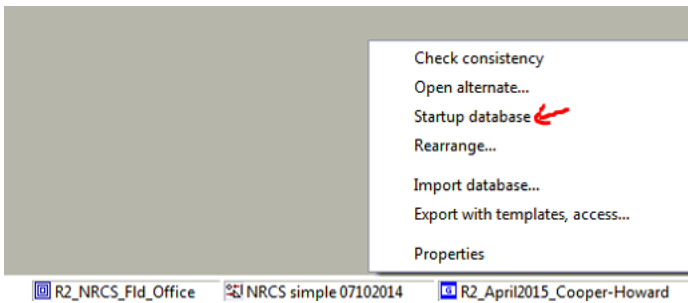 Check consistency
Open alternate...
Startup database
Rearrange...
Import database...
Export with templates, access...
Properties
R2_NRCS_Fld_Office NRCS simple 07102014 R2_April2015_Cooper-Howard